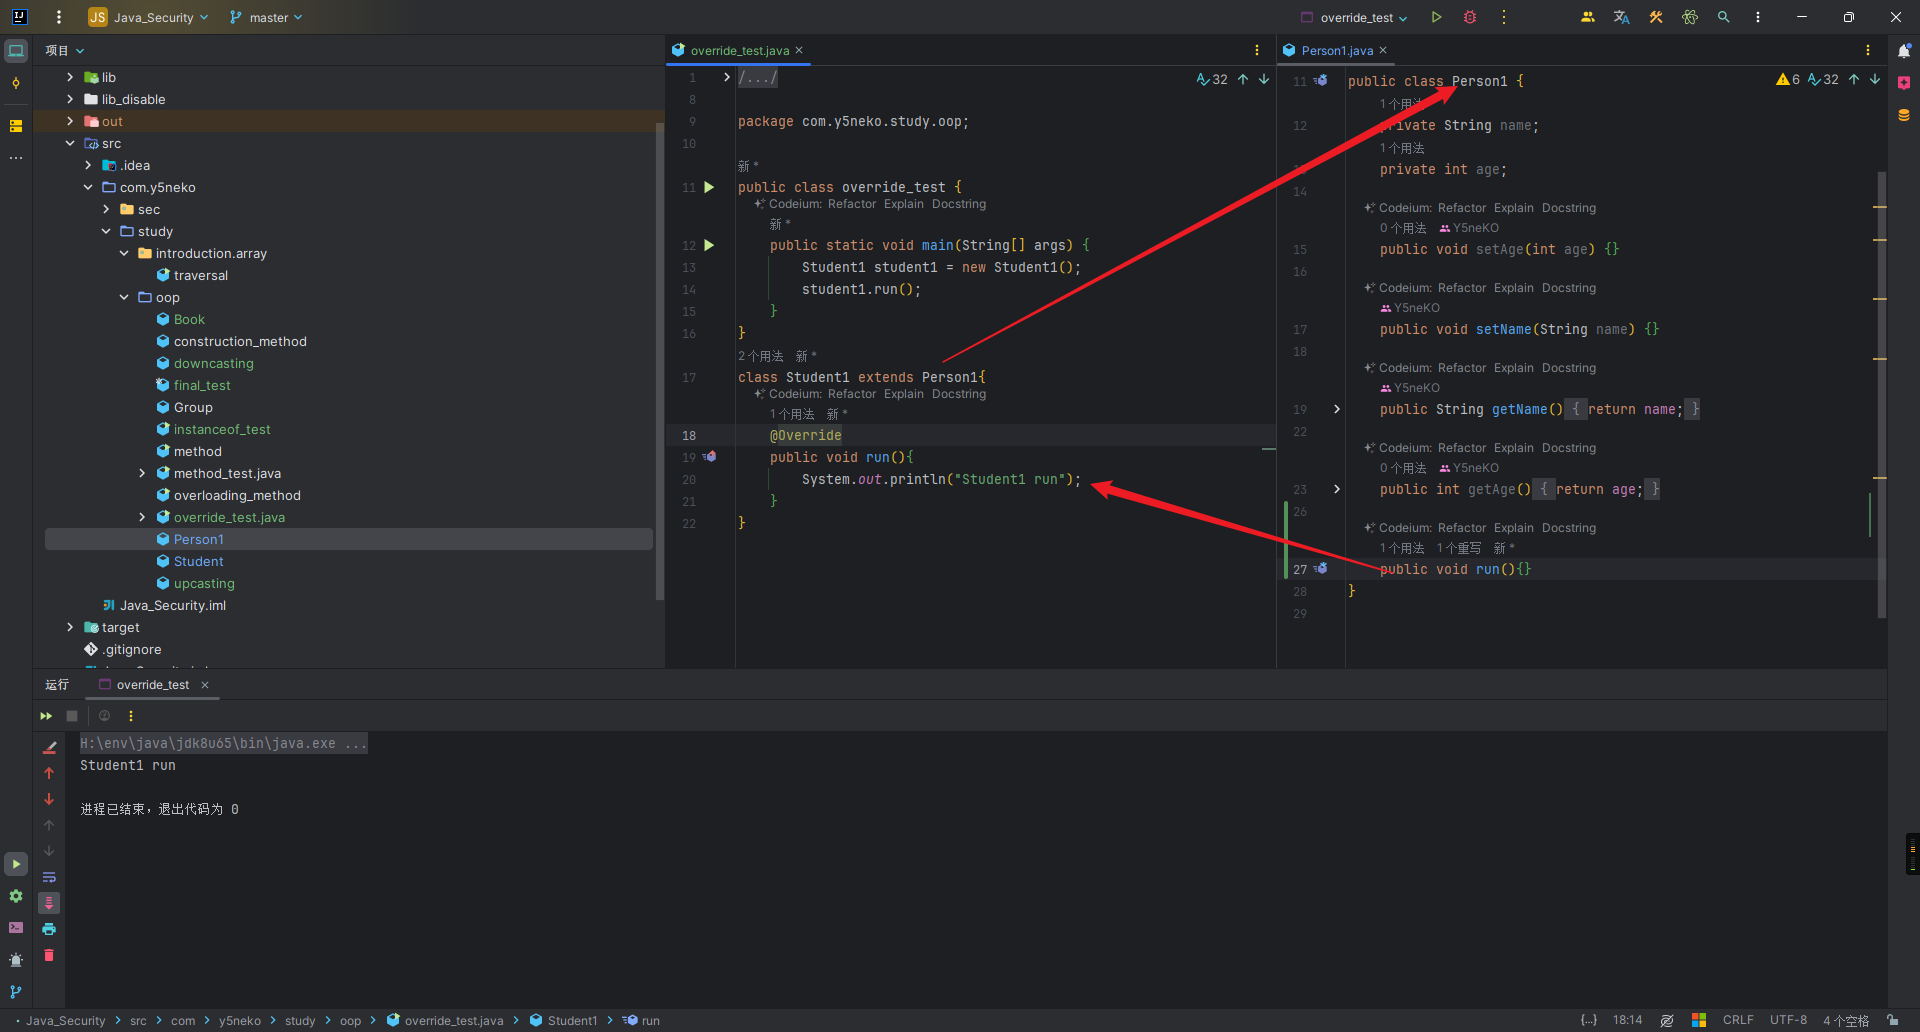 JS Java_Security master override_test
项目
lib
lib_disable
out
src
.idea
com.y5neko
sec
study
introduction.array
traversal
oop
Book
construction_method
downcasting
final_test
Group
instanceof_test
method
method_test.java
overloading_method
override_test.java
Person1
Student
upcasting
Java_Security.iml
target
.gitignore
override_test.java
32
1 /.../
8
9 package com.y5neko.study.oop;
10
新 *
11 public class override_test {
Codeium: Refactor Explain Docstring
新 *
12 public static void main(String[] args) {
13 Student1 student1 = new Student1();
14 student1.run();
15 }
16 }
2 个用法 新 *
17 class Student1 extends Person1{
Codeium: Refactor Explain Docstring
1 个用法 新 *
18 @Override
19 public void run(){
20 System.out.println("Student1 run");
21 }
22 }
Person1.java
6 32
11 public class Person1 {
1 个用法
12 private String name;
1 个用法
private int age;
14
Codeium: Refactor Explain Docstring
0 个用法 Y5neKO
15 public void setAge(int age) {}
16
Codeium: Refactor Explain Docstring
Y5neKO
17 public void setName(String name) {}
18
Codeium: Refactor Explain Docstring
Y5neKO
19 public String getName() { return name; }
22
Codeium: Refactor Explain Docstring
0 个用法 Y5neKO
23 public int getAge() { return age; }
26
Codeium: Refactor Explain Docstring
1 个用法 1 个重写 新 *
27 public void run(){}
28 }
29
运行 override_test
H:\env\java\jdk8u65\bin\java.exe ...
Student1 run
进程已结束，退出代码为 0
Java_Security > src > com > y5neko > study > oop > override_test.java > Student1 > run
{...} 18:14 CRLF UTF-8 4 个空格